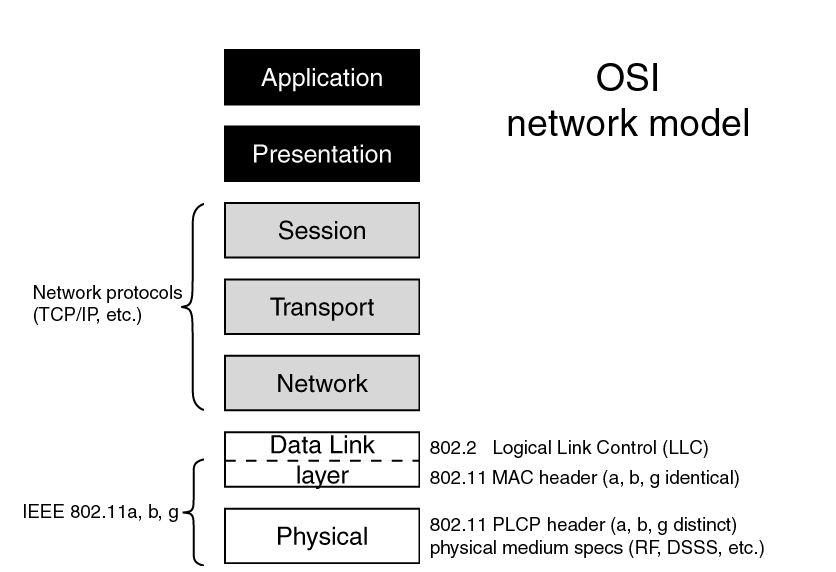 OSI
network model
Application
Presentation
Session
Transport
Network
Network protocols
(TCP/IP, etc.)
Data Link
layer
802.2 Logical Link Control (LLC)
802.11 MAC header (a, b, g identical)
IEEE 802.11a, b, g
Physical
802.11 PLCP header (a, b, g distinct)
physical medium specs (RF, DSSS, etc.)